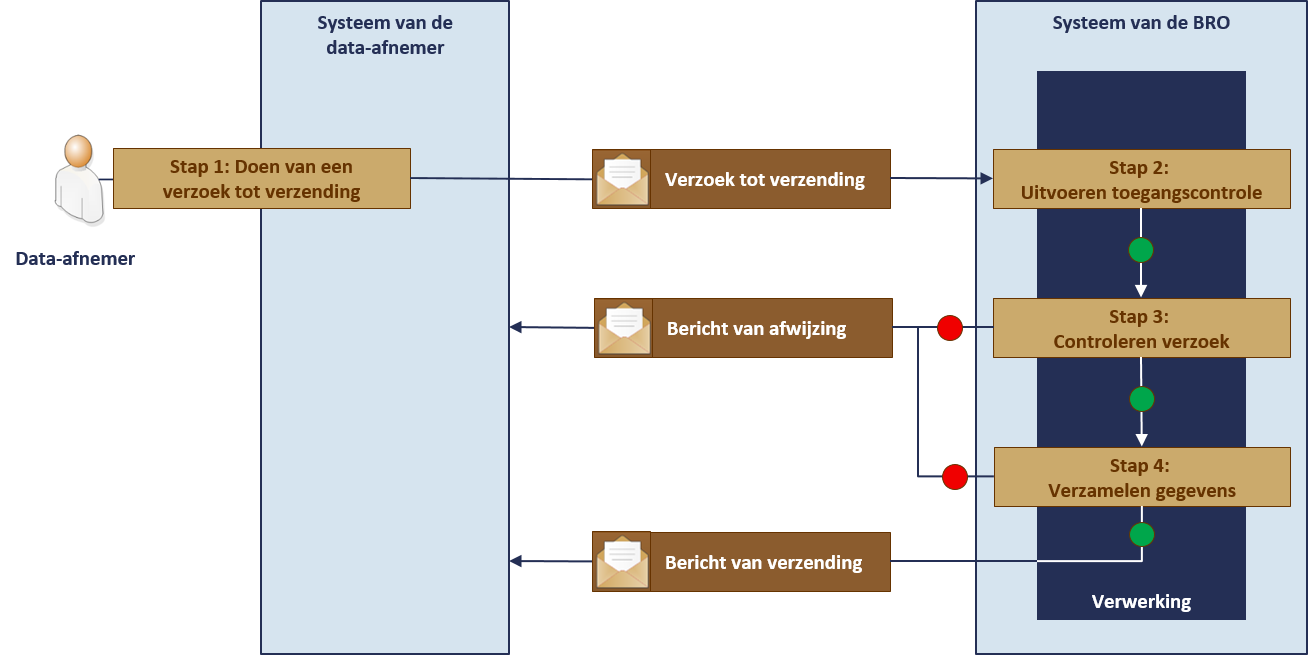 Systeem van de
data-afnemer
Systeem van de BRO
Stap 1: Doen van een
verzoek tot verzending
Verzoek tot verzending
Stap 2:
Uitvoeren toegangscontrole
Data-afnemer
Bericht van afwijzing
Stap 3:
Controleren verzoek
Stap 4:
Verzamelen gegevens
Bericht van verzending
Verwerking